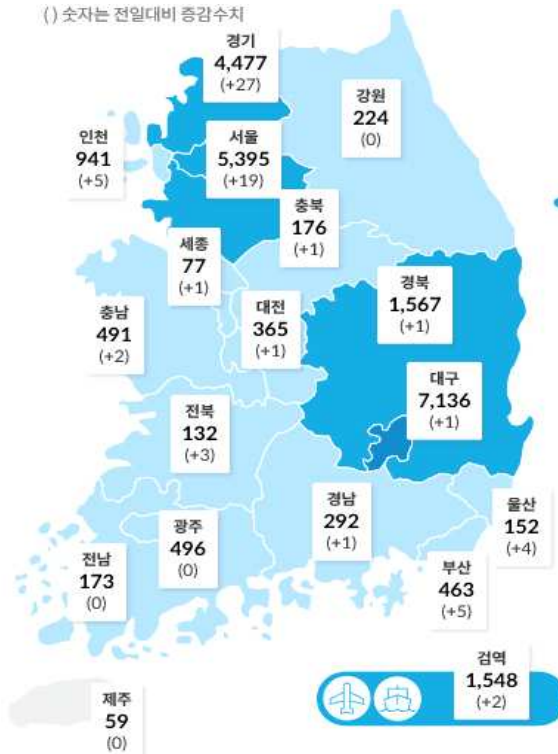 ( ) 숫자는 전일대비 증감수치
경기
4,477
(+27)
강원
224
(0)
인천
941
(+5)
서울
5,395
(+19)
충북
176
(+1)
세종
77
(+1)
경북
1,567
(+1)
대전
365
(+1)
충남
491
(+2)
대구
7,136
(+1)
전북
132
(+3)
경남
292
(+1)
울산
152
(+4)
광주
496
(0)
전남
173
(0)
부산
463
(+5)
검역
1,548
(+2)
제주
59
(0)